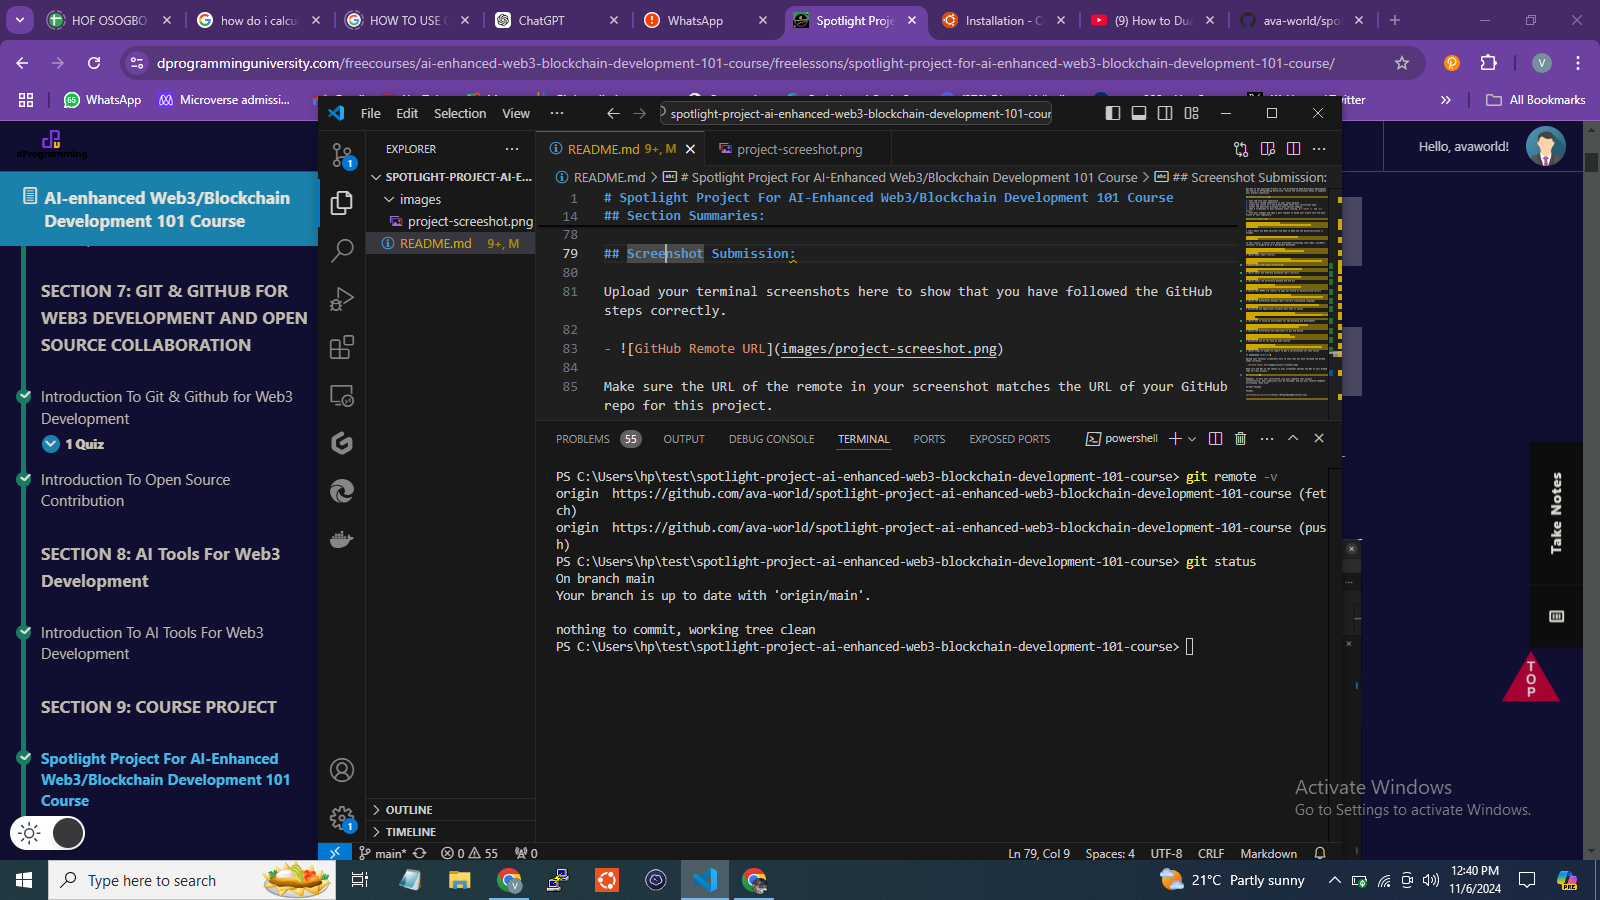 HOF OSOGBO
how do i calcu
HOW TO USE
ChatGPT
WhatsApp
Spotlight Proje
Installation - C
(9) How to Dua
ava-world/spo
dprogramminguniversity.com/freecourses/ai-enhanced-web3-blockchain-development-101-course/freelessons/spotlight-project-for-ai-enhanced-web3-blockchain-development-101-course/
V
WhatsApp
Microverse admissi...
Twitter
All Bookmarks
dProgramming
Hello, avaworld!
AI-enhanced Web3/Blockchain
Development 101 Course
SECTION 7: GIT & GITHUB FOR
WEB3 DEVELOPMENT AND OPEN
SOURCE COLLABORATION
Introduction To Git & Github for Web3
Development
1 Quiz
Introduction To Open Source
Contribution
SECTION 8: AI Tools For Web3
Development
Introduction To AI Tools For Web3
Development
SECTION 9: COURSE PROJECT
Spotlight Project For AI-Enhanced
Web3/Blockchain Development 101
Course
File Edit Selection View ...
spotlight-project-ai-enhanced-web3-blockchain-development-101-cour
EXPLORER
SPOTLIGHT-PROJECT-AI-E...
images
project-screeshot.png
README.md 9+, M
OUTLINE
TIMELINE
README.md 9+, M
project-screeshot.png
README.md > # Spotlight Project For AI-Enhanced Web3/Blockchain Development 101 Course > ## Screenshot Submission:
1 # Spotlight Project For AI-Enhanced Web3/Blockchain Development 101 Course
14 ## Section Summaries:
78
79 ## Screenshot Submission:
80
81 Upload your terminal screenshots here to show that you have followed the GitHub
steps correctly.
82
83 - ![GitHub Remote URL](images/project-screeshot.png)
84
85 Make sure the URL of the remote in your screenshot matches the URL of your GitHub
repo for this project.
PROBLEMS 55 OUTPUT DEBUG CONSOLE TERMINAL PORTS EXPOSED PORTS powershell
PS C:\Users\hp\test\spotlight-project-ai-enhanced-web3-blockchain-development-101-course> git remote -v
origin  https://github.com/ava-world/spotlight-project-ai-enhanced-web3-blockchain-development-101-course (fet
ch)
origin  https://github.com/ava-world/spotlight-project-ai-enhanced-web3-blockchain-development-101-course (pus
h)
PS C:\Users\hp\test\spotlight-project-ai-enhanced-web3-blockchain-development-101-course> git status
On branch main
Your branch is up to date with 'origin/main'.
nothing to commit, working tree clean
PS C:\Users\hp\test\spotlight-project-ai-enhanced-web3-blockchain-development-101-course>
main* 0 55 0
Ln 79, Col 9 Spaces: 4 UTF-8 CRLF Markdown
Take Notes
TOP
Activate Windows
Go to Settings to activate Windows.
Type here to search
21°C Partly sunny
12:40 PM
11/6/2024